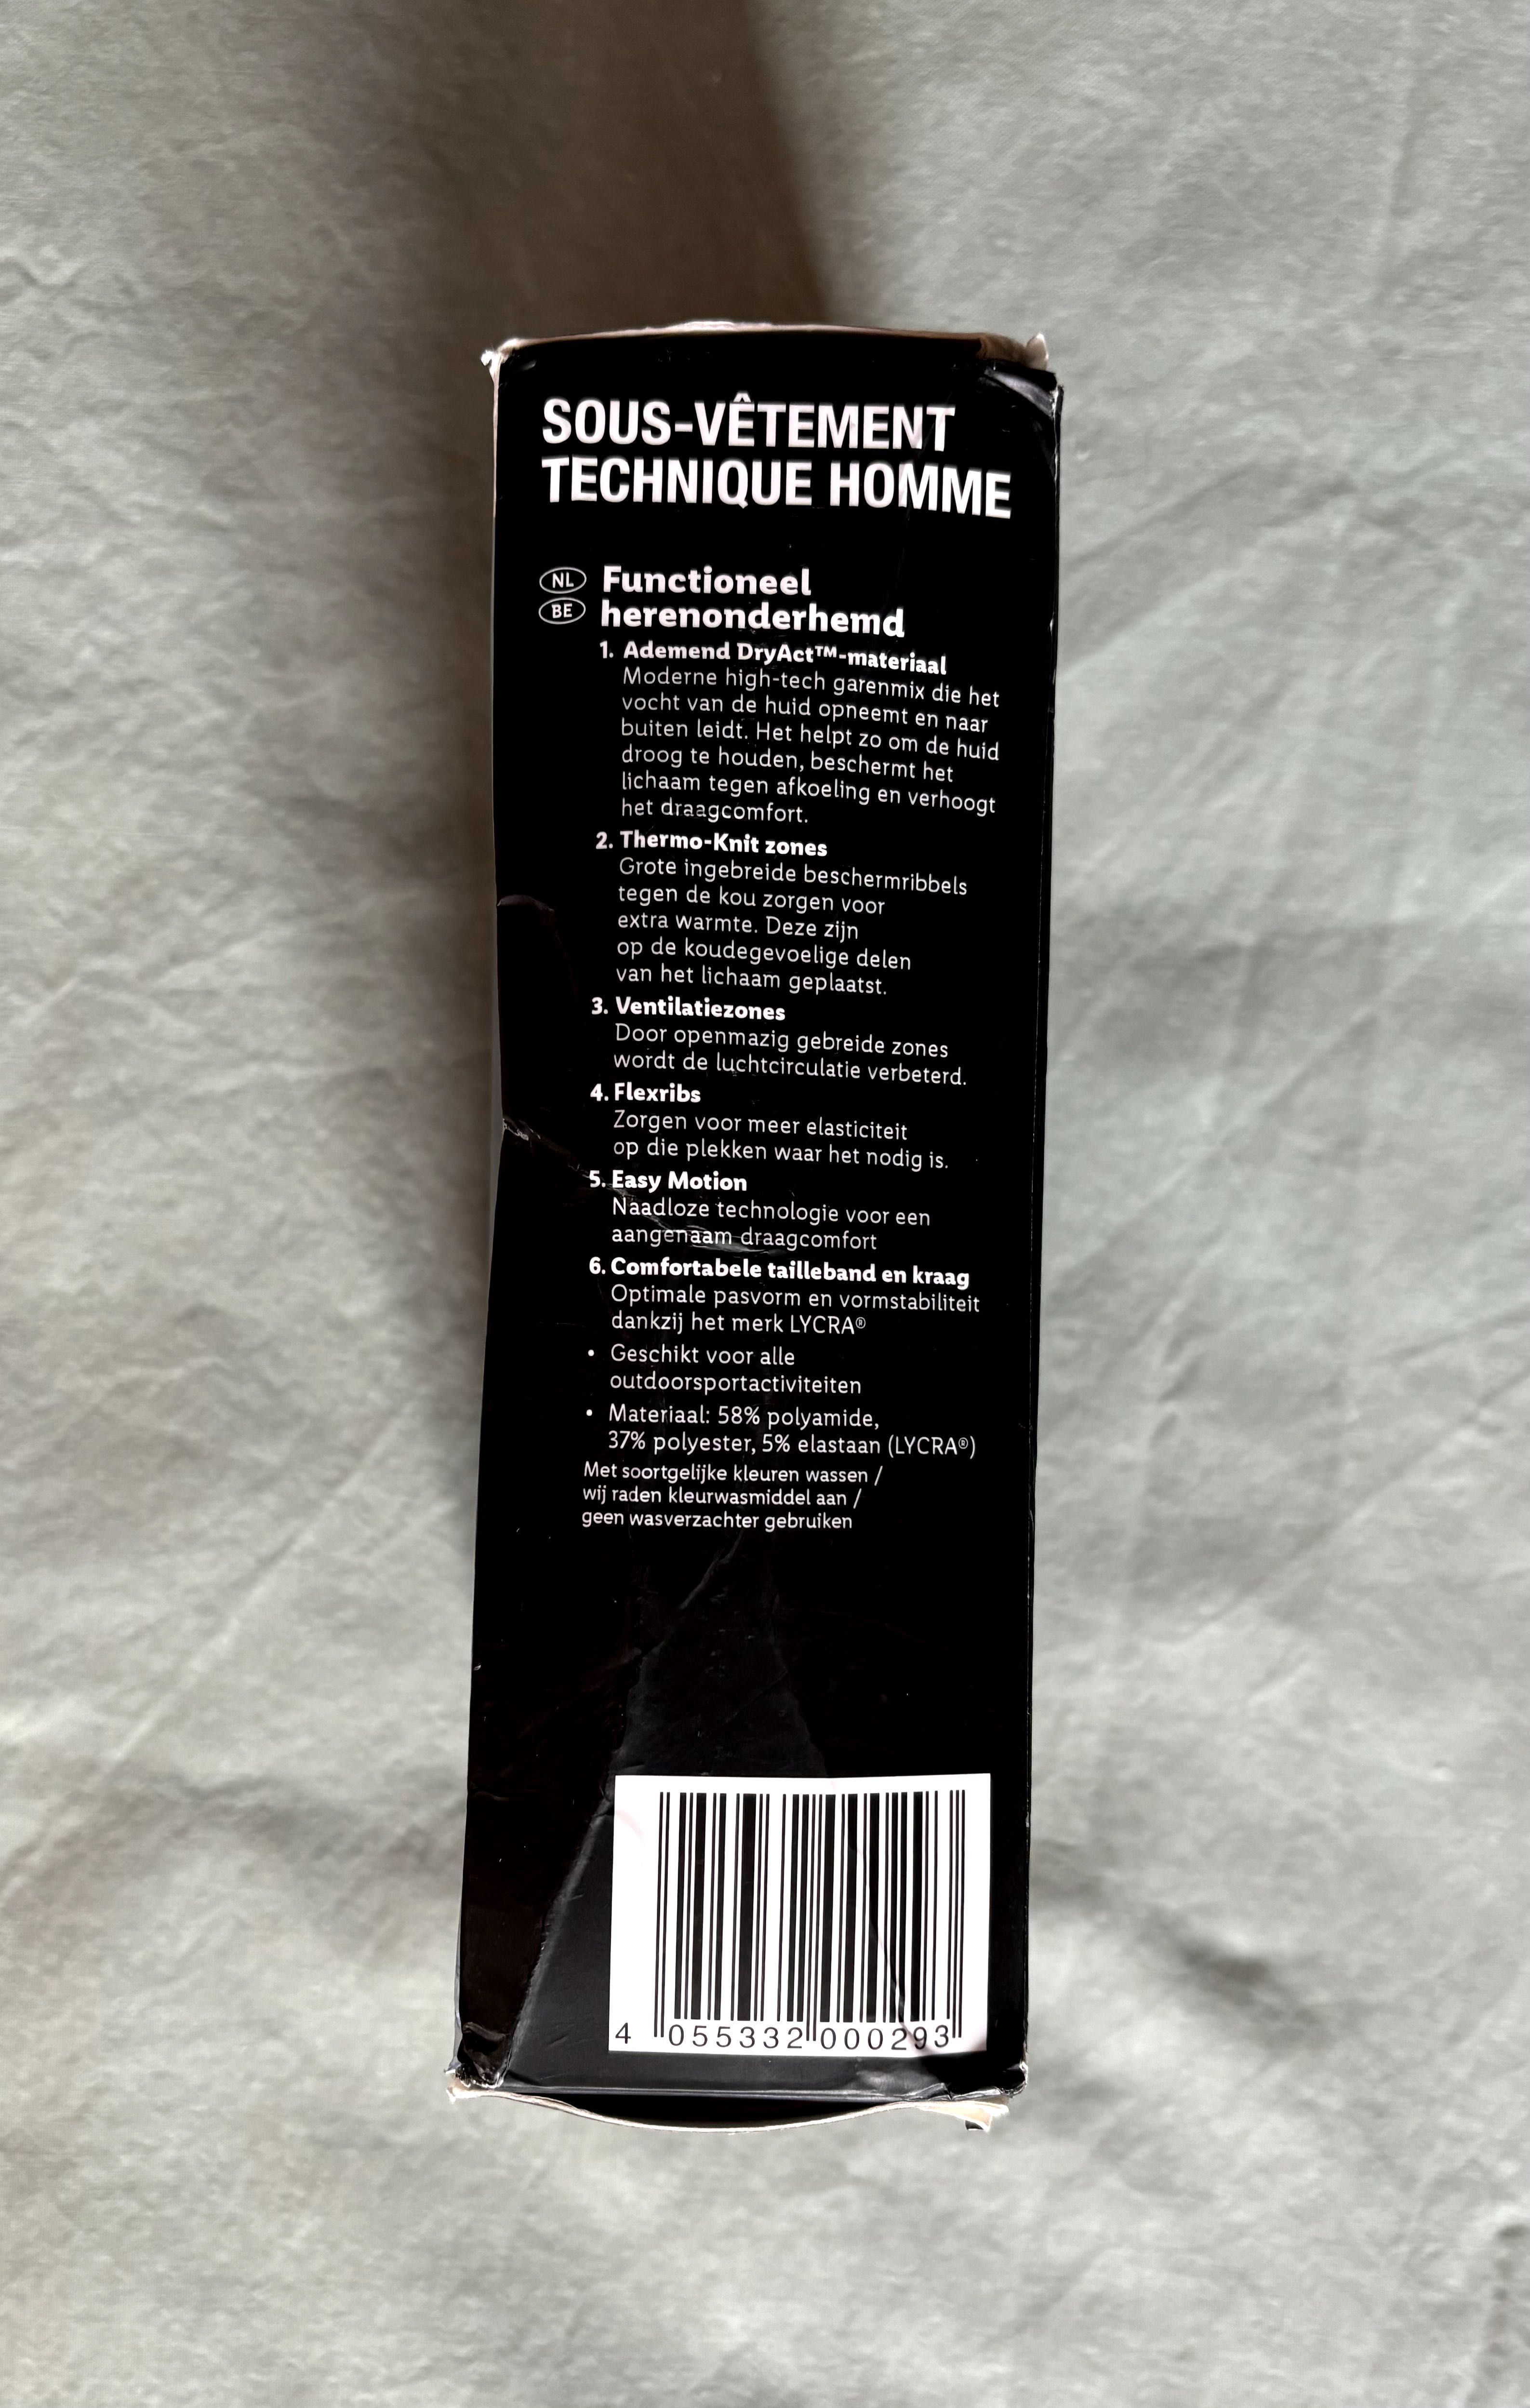 SOUS-VÊTEMENT
TECHNIQUE HOMME
NL Functioneel
BE herenonderhemd
1. Ademend DryAct™-materiaal
Moderne high-tech garenmix die het
vocht van de huid opneemt en naar
buiten leidt. Het helpt zo om de huid
droog te houden, beschermt het
lichaam tegen afkoeling en verhoogt
het draagcomfort.
2. Thermo-Knit zones
Grote ingebreide beschermribbels
tegen de kou zorgen voor
extra warmte. Deze zijn
op de koudegevoelige delen
van het lichaam geplaatst.
3. Ventilatiezones
Door openmazig gebreide zones
wordt de luchtcirculatie verbeterd.
4. Flexribs
Zorgen voor meer elasticiteit
op die plekken waar het nodig is.
5. Easy Motion
Naadloze technologie voor een
aangenaam draagcomfort
6. Comfortabele tailleband en kraag
Optimale pasvorm en vormstabiliteit
dankzij het merk LYCRA®
• Geschikt voor alle
outdoorsportactiviteiten
• Materiaal: 58% polyamide,
37% polyester, 5% elastaan (LYCRA®)
Met soortgelijke kleuren wassen /
wij raden kleurwasmiddel aan /
geen wasverzachter gebruiken
4 055332 000293